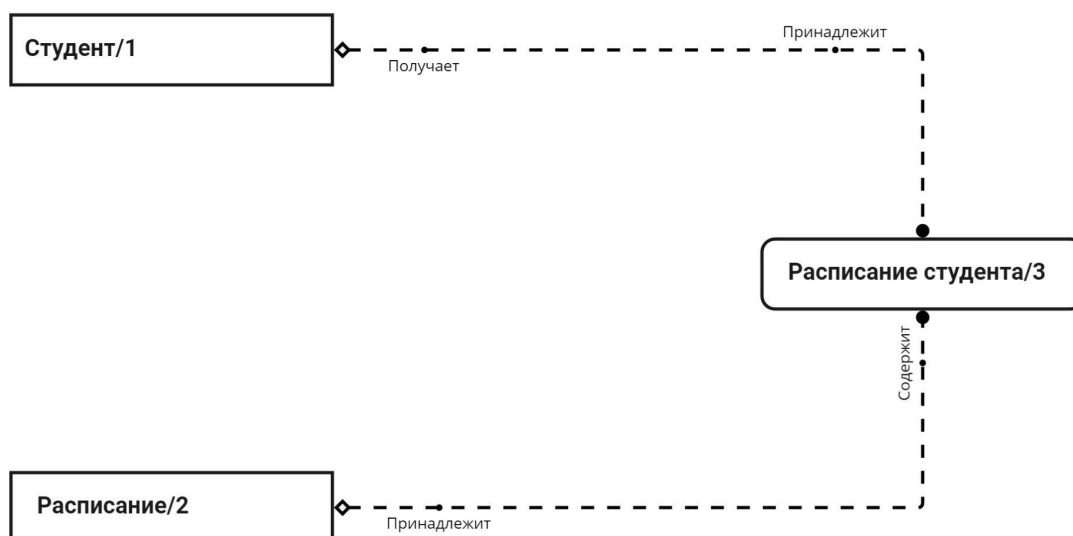 Студент/1
Принадлежит
Получает
Расписание студента/3
Содержит
Расписание/2
Принадлежит